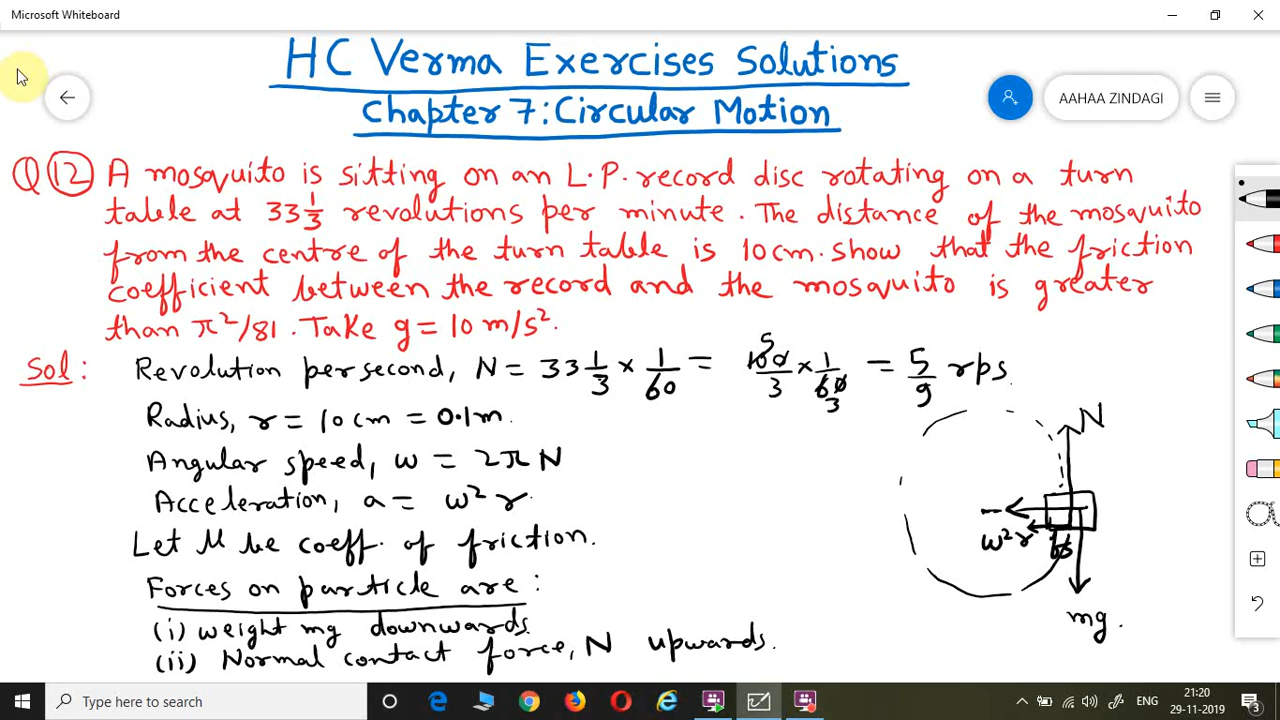 Microsoft Whiteboard
HC Verma Exercises Solutions
Chapter 7: Circular Motion
AAHAA ZINDAGI
Q 12 A mosquito is sitting on an L.P. record disc rotating on a turn
table at 33 1/3 revolutions per minute. The distance of the mosquito
from the centre of the turn table is 10cm. show that the friction
coefficient between the record and the mosquito is greater
than π²/81. Take g = 10 m/s².
Sol: Revolution per second, N = 33 1/3 × 1/60 = 100/3 × 1/60 = 5/9 rps.
5
3
Radius, r = 10 cm = 0.1m.
Angular speed, ω = 2πN
Acceleration, a = ω²r.
Let μ be coeff. of friction.
Forces on particle are:
(i) weight mg downwards.
(ii) Normal contact force, N upwards.
N
ω²r
mg.
Type here to search
ENG
21:20
29-11-2019
3